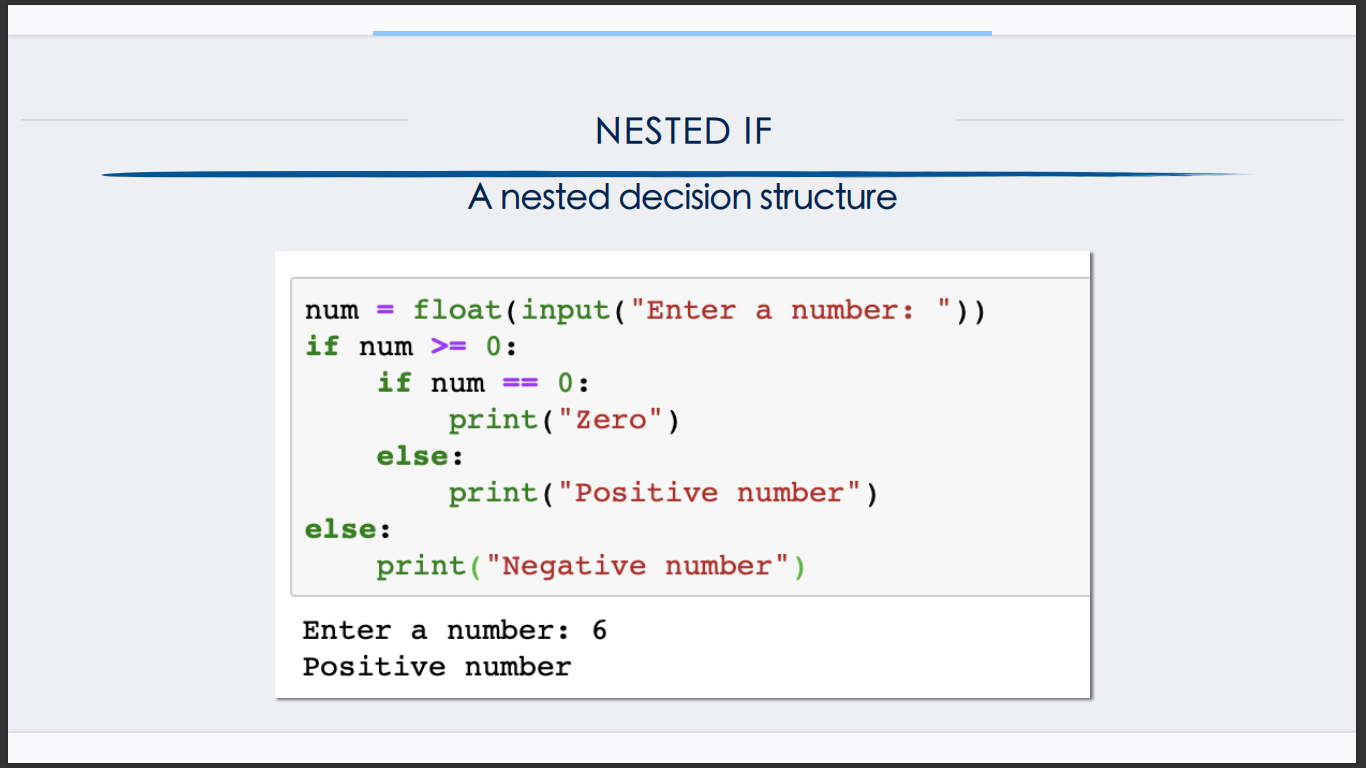 NESTED IF
A nested decision structure
num = float(input("Enter a number: "))
if num >= 0:
    if num == 0:
        print("Zero")
    else:
        print("Positive number")
else:
    print("Negative number")
Enter a number: 6
Positive number